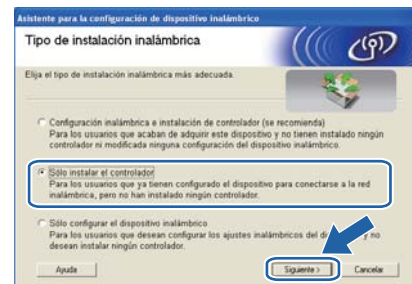 Asistente para la configuración de dispositivo inalámbrico
Tipo de instalación inalámbrica
Elija el tipo de instalación inalámbrica más adecuada.
Configuración inalámbrica e instalación de controlador (se recomienda)
Para los usuarios que acaban de adquirir este dispositivo y no tienen instalado ningún
controlador ni modificada ninguna configuración del dispositivo inalámbrico.
Sólo instalar el controlador
Para los usuarios que ya tienen configurado el dispositivo para conectarse a la red
inalámbrica, pero no han instalado ningún controlador.
Sólo configurar el dispositivo inalámbrico
Para los usuarios que desean configurar los ajustes inalámbricos del y no
desean instalar ningún controlador.
Ayuda Siguiente > Cancelar